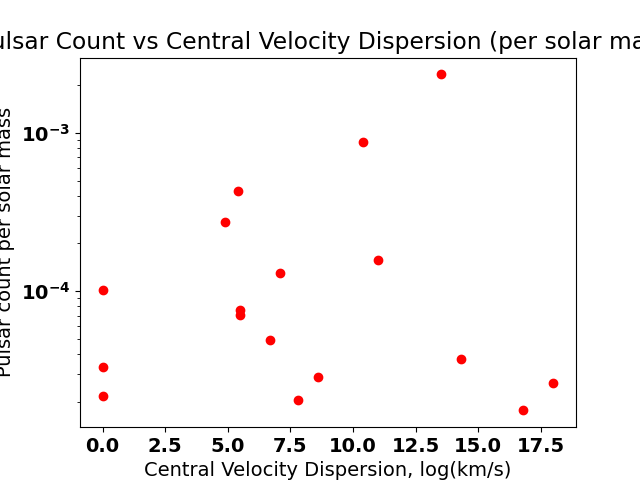 ulsar Count vs Central Velocity Dispersion (per solar ma
Pulsar count per solar mass
10⁻³
10⁻⁴
0.0 2.5 5.0 7.5 10.0 12.5 15.0 17.5
Central Velocity Dispersion, log(km/s)